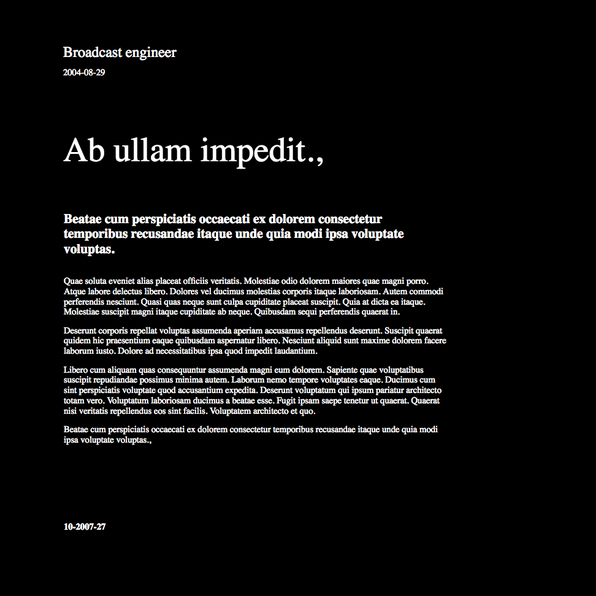 Broadcast engineer
2004-08-29
Ab ullam impedit.,
Beatae cum perspiciatis occaecati ex dolorem consectetur
temporibus recusandae itaque unde quia modi ipsa voluptate
voluptas.
Quae soluta eveniet alias placeat officiis veritatis. Molestiae odio dolorem maiores quae magni porro.
Atque labore delectus libero. Dolores vel ducimus molestias corporis itaque laboriosam. Autem commodi
perferendis nesciunt. Quasi quas neque sunt culpa cupiditate placeat suscipit. Quia at dicta ea itaque.
Molestiae suscipit magni itaque cupiditate ab neque. Quibusdam sequi perferendis quaerat in.
Deserunt corporis repellat voluptas assumenda aperiam accusamus repellendus deserunt. Suscipit quaerat
quidem hic praesentium eaque quibusdam aspernatur libero. Nesciunt aliquid sunt maxime dolorem facere
laborum iusto. Dolore ad necessitatibus ipsa quod impedit laudantium.
Libero cum aliquam quas consequuntur assumenda magni eum dolorem. Sapiente quae voluptatibus
suscipit repudiandae possimus minima autem. Laborum nemo tempore voluptates eaque. Ducimus cum
sint perspiciatis voluptate quod accusantium expedita. Deserunt voluptatum qui ipsum pariatur architecto
totam vero. Voluptatum laboriosam ducimus a beatae esse. Fugit ipsam saepe tenetur ut quaerat. Quaerat
nisi veritatis repellendus eos sint facilis. Voluptatem architecto et quo.
Beatae cum perspiciatis occaecati ex dolorem consectetur temporibus recusandae itaque unde quia modi
ipsa voluptate voluptas.,
10-2007-27